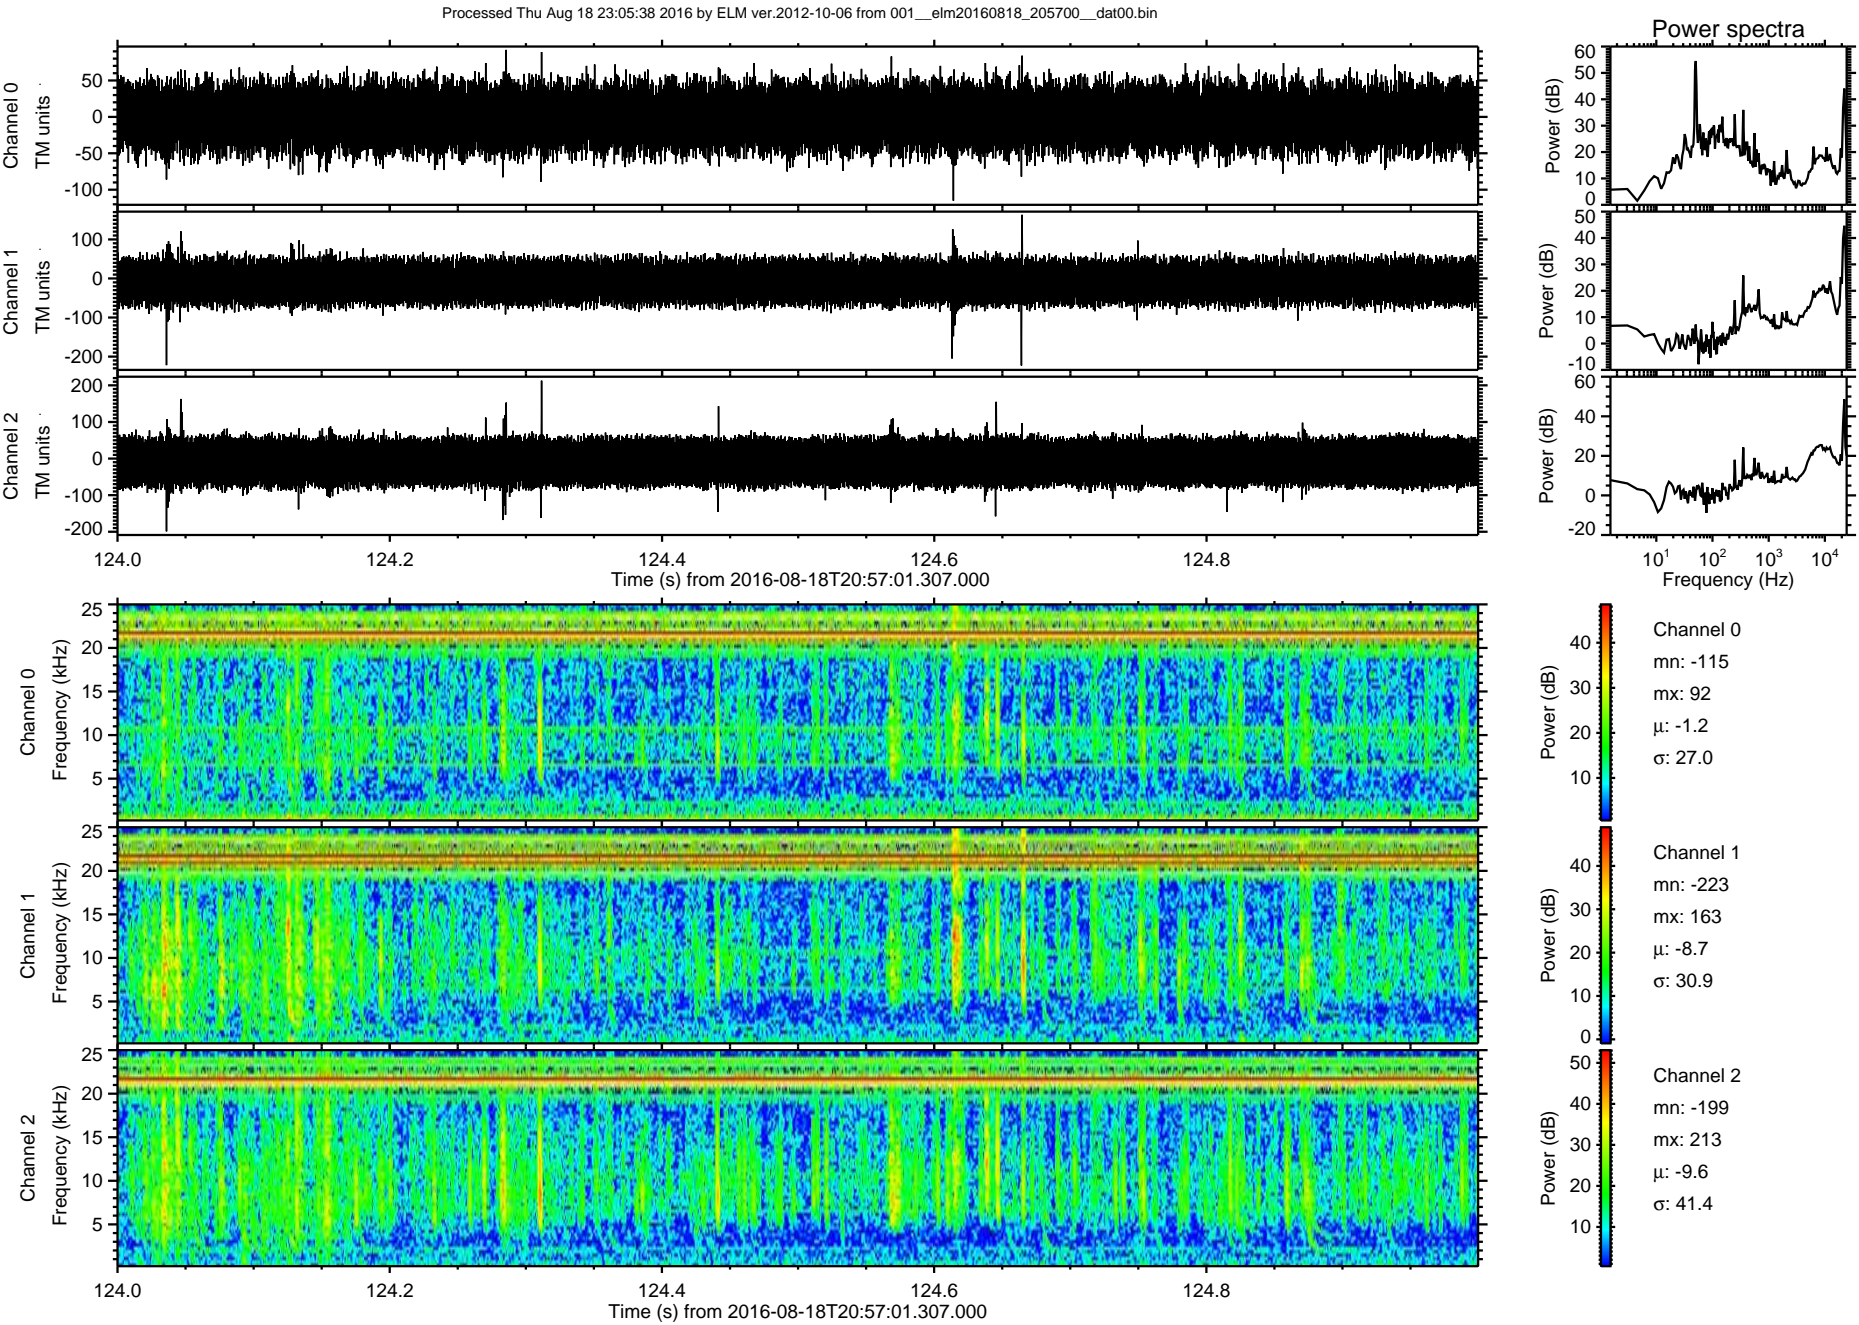 Processed Thu Aug 18 23:05:38 2016 by ELM ver.2012-10-06 from 001__elm20160818_205700__dat00.bin
Power spectra
Channel 0
TM units
50
0
-50
-100
Power (dB)
60
50
40
30
20
10
0
Channel 1
TM units
100
0
-100
-200
Power (dB)
50
40
30
20
10
0
-10
Channel 2
TM units
200
100
0
-100
-200
Power (dB)
60
40
20
0
-20
124.0 124.2 124.4 124.6 124.8
Time (s) from 2016-08-18T20:57:01.307.000
10^1 10^2 10^3 10^4
Frequency (Hz)
Channel 0
Frequency (kHz)
25
20
15
10
5
Power (dB)
40
30
20
10
Channel 0
mn: -115
mx: 92
μ: -1.2
σ: 27.0
Channel 1
Frequency (kHz)
25
20
15
10
5
Power (dB)
40
30
20
10
0
Channel 1
mn: -223
mx: 163
μ: -8.7
σ: 30.9
Channel 2
Frequency (kHz)
25
20
15
10
5
Power (dB)
50
40
30
20
10
Channel 2
mn: -199
mx: 213
μ: -9.6
σ: 41.4
124.0 124.2 124.4 124.6 124.8
Time (s) from 2016-08-18T20:57:01.307.000